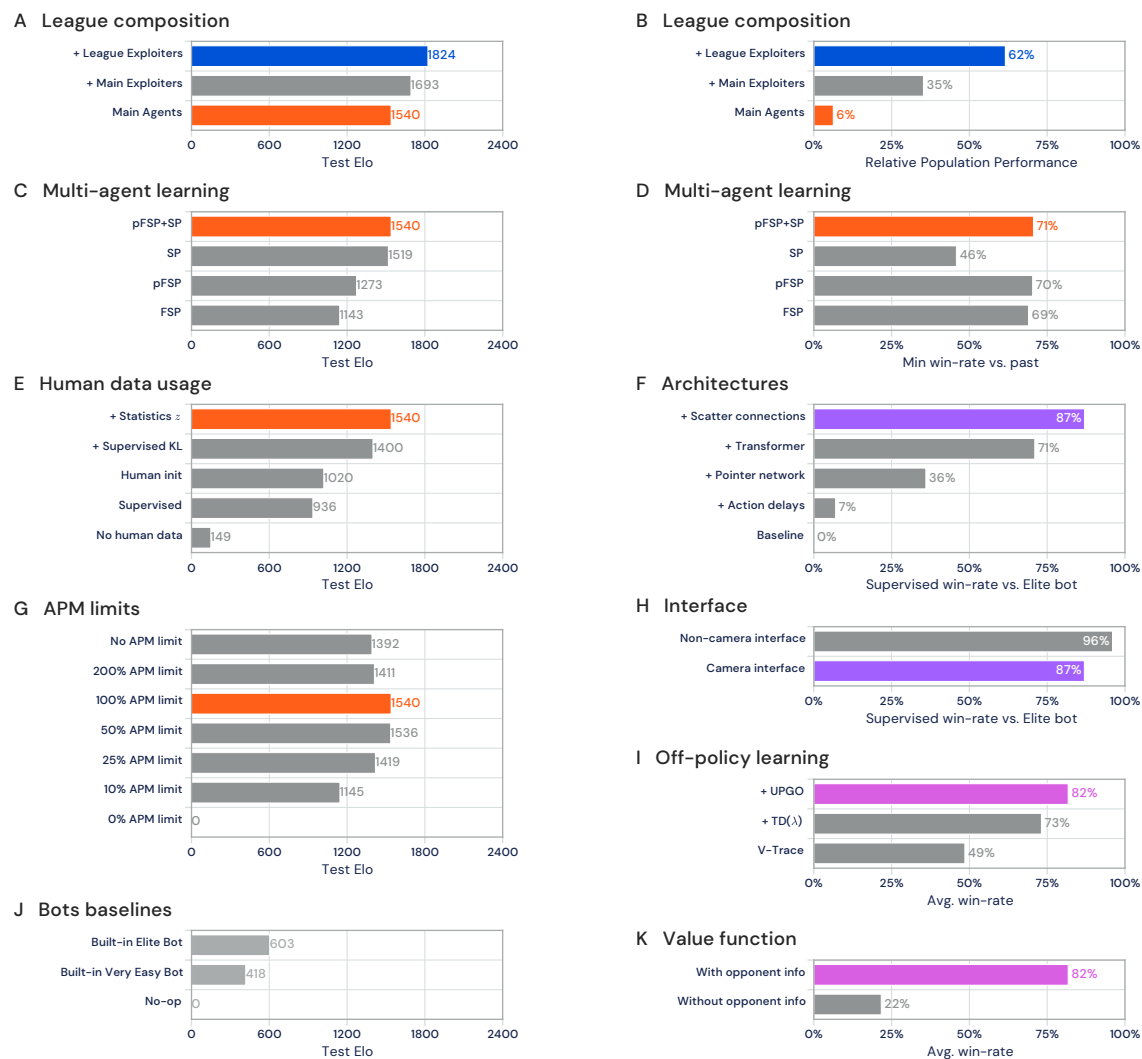 A League composition
+ League Exploiters 1824
+ Main Exploiters 1693
Main Agents 1540
0 600 1200 1800 2400
Test Elo
B League composition
+ League Exploiters 62%
+ Main Exploiters 35%
Main Agents 6%
0% 25% 50% 75% 100%
Relative Population Performance
C Multi-agent learning
pFSP+SP 1540
SP 1519
pFSP 1273
FSP 1143
0 600 1200 1800 2400
Test Elo
D Multi-agent learning
pFSP+SP 71%
SP 46%
pFSP 70%
FSP 69%
0% 25% 50% 75% 100%
Min win-rate vs. past
E Human data usage
+ Statistics z 1540
+ Supervised KL 1400
Human init 1020
Supervised 936
No human data 149
0 600 1200 1800 2400
Test Elo
F Architectures
+ Scatter connections 87%
+ Transformer 71%
+ Pointer network 36%
+ Action delays 7%
Baseline 0%
0% 25% 50% 75% 100%
Supervised win-rate vs. Elite bot
G APM limits
No APM limit 1392
200% APM limit 1411
100% APM limit 1540
50% APM limit 1536
25% APM limit 1419
10% APM limit 1145
0% APM limit 0
0 600 1200 1800 2400
Test Elo
H Interface
Non-camera interface 96%
Camera interface 87%
0% 25% 50% 75% 100%
Supervised win-rate vs. Elite bot
I Off-policy learning
+ UPGO 82%
+ TD(λ) 73%
V-Trace 49%
0% 25% 50% 75% 100%
Avg. win-rate
J Bots baselines
Built-in Elite Bot 603
Built-in Very Easy Bot 418
No-op 0
0 600 1200 1800 2400
Test Elo
K Value function
With opponent info 82%
Without opponent info 22%
0% 25% 50% 75% 100%
Avg. win-rate